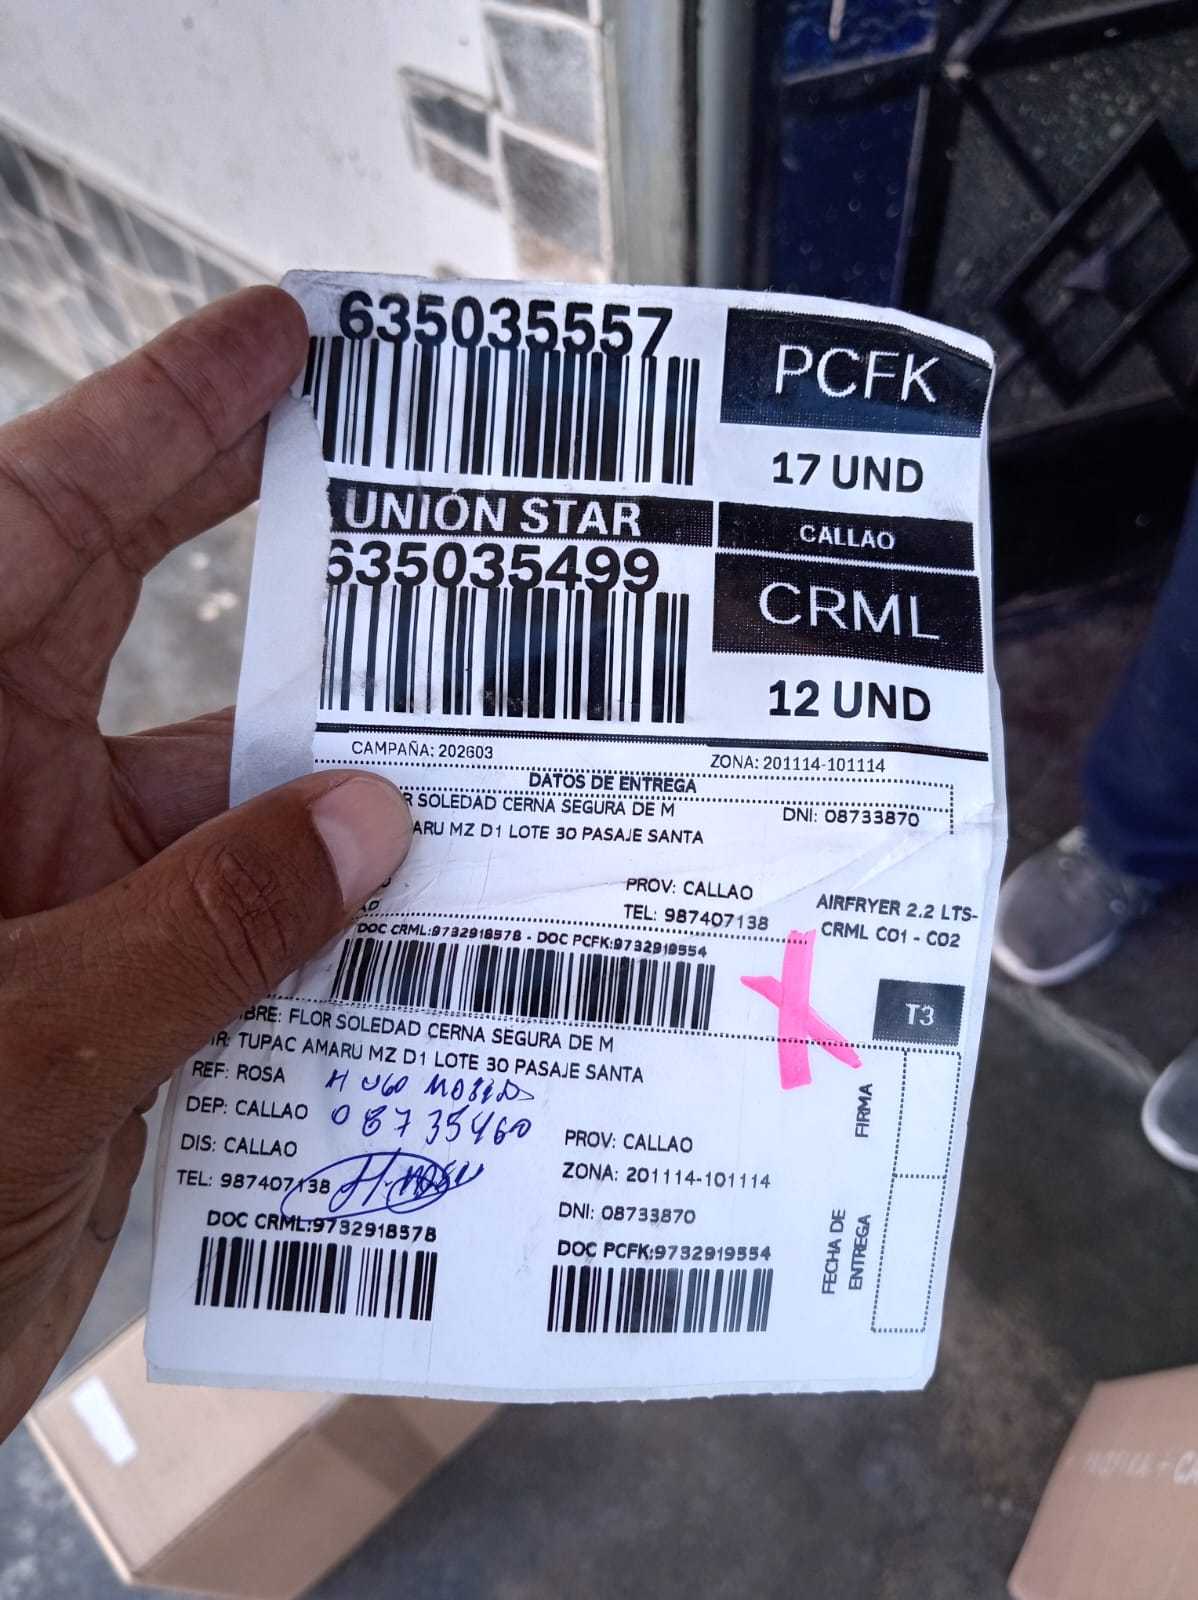 635035557
PCFK
17 UND
UNIÓN STAR
CALLAO
635035499
CRML
12 UND
CAMPAÑA: 202603
ZONA: 201114-101114
DATOS DE ENTREGA
R SOLEDAD CERNA SEGURA DE M
DNI: 08733870
ARU MZ D1 LOTE 30 PASAJE SANTA
PROV: CALLAO
TEL: 987407138
AIRFRYER 2.2 LTS-
CRML C01 - C02
DOC CRML:9732918578 - DOC PCFK:9732919554
T3
BRE: FLOR SOLEDAD CERNA SEGURA DE M
IR: TUPAC AMARU MZ D1 LOTE 30 PASAJE SANTA
REF: ROSA
HUGO
DEP: CALLAO
08735460
DIS: CALLAO
PROV: CALLAO
TEL: 987407138
ZONA: 201114-101114
DNI: 08733870
DOC CRML:9732918578
DOC PCFK:9732919554
FIRMA
FECHA DE
ENTREGA